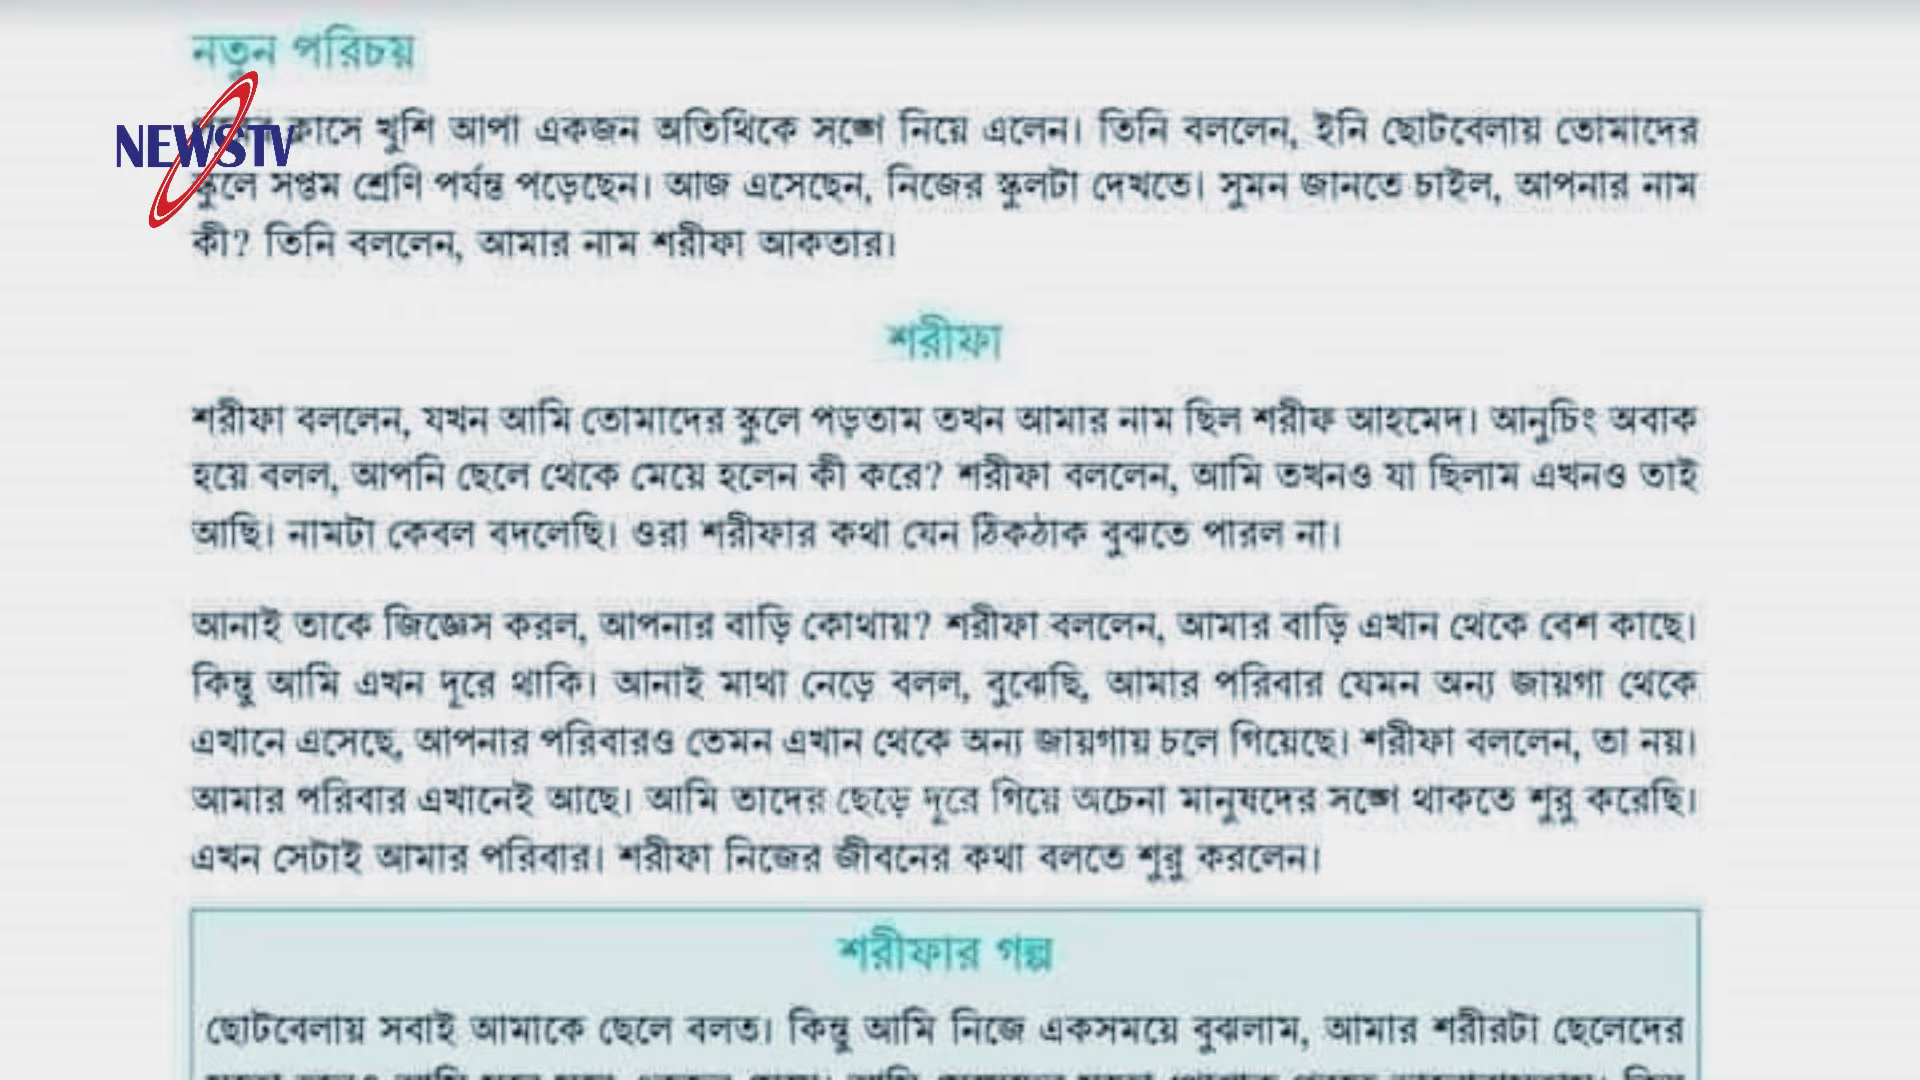 নতুন পরিচয়
ক্লাসে খুশি আপা একজন অতিথিকে সঙ্গে নিয়ে এলেন। তিনি বললেন, ইনি ছোটবেলায় তোমাদের
NEWSTV
স্কুলে সপ্তম শ্রেণি পর্যন্ত পড়েছেন। আজ এসেছেন, নিজের স্কুলটা দেখতে। সুমন জানতে চাইল, আপনার নাম
কী? তিনি বললেন, আমার নাম শরীফা আকতার।
শরীফা
শরীফা বললেন, যখন আমি তোমাদের স্কুলে পড়তাম তখন আমার নাম ছিল শরীফ আহমেদ। আনুচিং অবাক
হয়ে বলল, আপনি ছেলে থেকে মেয়ে হলেন কী করে? শরীফা বললেন, আমি তখনও যা ছিলাম এখনও তাই
আছি। নামটা কেবল বদলেছি। ওরা শরীফার কথা যেন ঠিকঠাক বুঝতে পারল না।
আনাই তাকে জিজ্ঞেস করল, আপনার বাড়ি কোথায়? শরীফা বললেন, আমার বাড়ি এখান থেকে বেশ কাছে।
কিন্তু আমি এখন দূরে থাকি। আনাই মাথা নেড়ে বলল, বুঝেছি, আমার পরিবার যেমন অন্য জায়গা থেকে
এখানে এসেছে, আপনার পরিবারও তেমন এখান থেকে অন্য জায়গায় চলে গিয়েছে। শরীফা বললেন, তা নয়।
আমার পরিবার এখানেই আছে। আমি তাদের ছেড়ে দূরে গিয়ে অচেনা মানুষদের সঙ্গে থাকতে শুরু করেছি।
এখন সেটাই আমার পরিবার। শরীফা নিজের জীবনের কথা বলতে শুরু করলেন।
শরীফার গল্প
ছোটবেলায় সবাই আমাকে ছেলে বলত। কিন্তু আমি নিজে একসময়ে বুঝলাম, আমার শরীরটা ছেলেদের